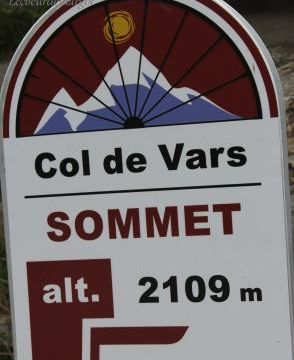 Col de Vars
SOMMET
alt. 2109 m